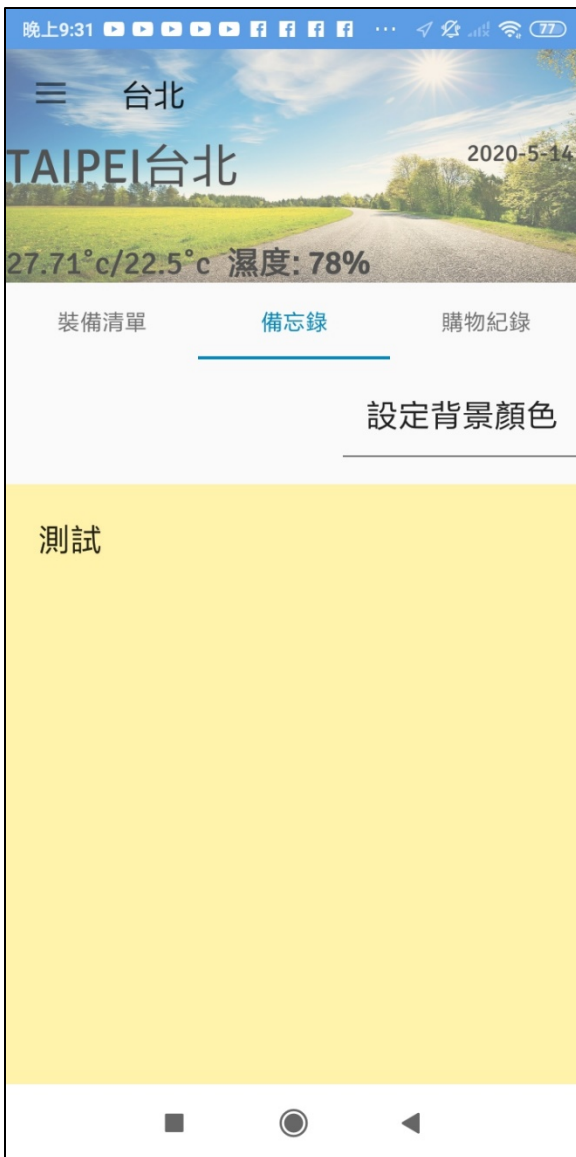 晚上9:31 77
台北
TAIPEI台北
2020-5-14
27.71°c/22.5°c 濕度: 78%
裝備清單 備忘錄 購物紀錄
設定背景顏色
測試